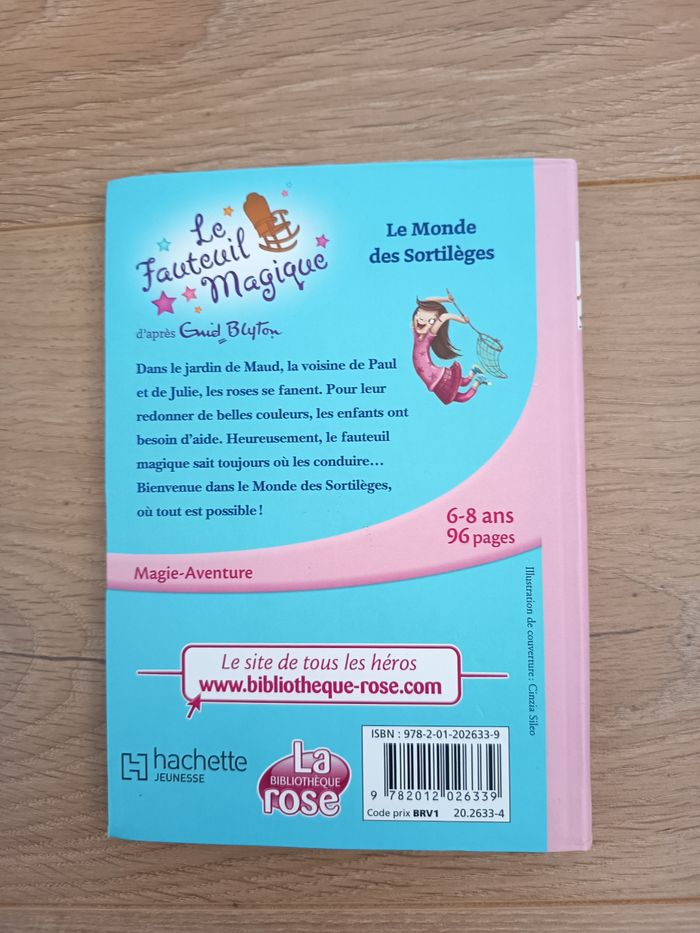 Le
Fauteuil
Magique
Le Monde
des Sortilèges
d'après Enid Blyton
Dans le jardin de Maud, la voisine de Paul
et de Julie, les roses se fanent. Pour leur
redonner de belles couleurs, les enfants ont
besoin d'aide. Heureusement, le fauteuil
magique sait toujours où les conduire...
Bienvenue dans le Monde des Sortilèges,
où tout est possible !
6-8 ans
96 pages
Magie-Aventure
Illustration de couverture : Cinzia Sileo
Le site de tous les héros
www.bibliotheque-rose.com
hachette
JEUNESSE
La
BIBLIOTHÈQUE
rose
ISBN : 978-2-01-202633-9
9 782012 026339
Code prix BRV1 20.2633-4